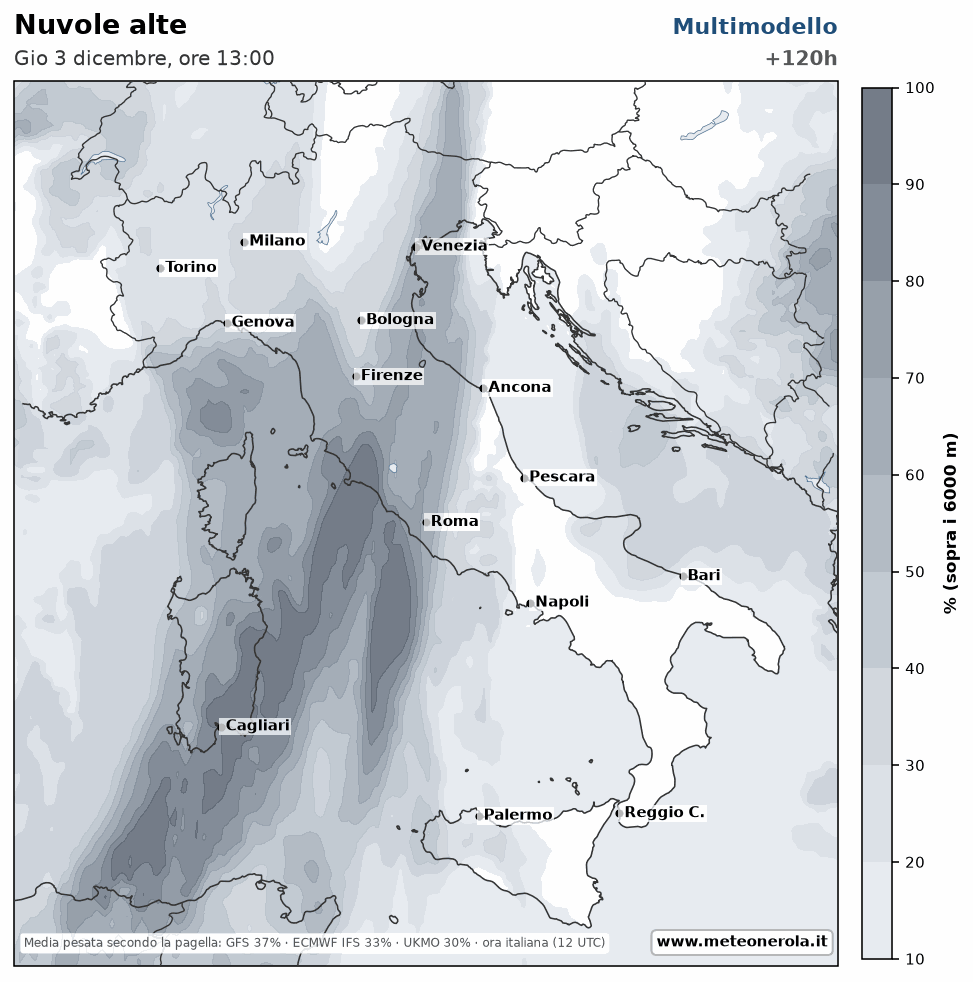 Nuvole alte
Multimodello
Gio 3 dicembre, ore 13:00
+120h
Milano
Venezia
Torino
Genova
Bologna
Firenze
Ancona
Pescara
Roma
Bari
Napoli
Cagliari
Palermo
Reggio C.
100
90
80
70
60
50
40
30
20
10
% (sopra i 6000 m)
Media pesata secondo la pagella: GFS 37% · ECMWF IFS 33% · UKMO 30% · ora italiana (12 UTC)
www.meteonerola.it